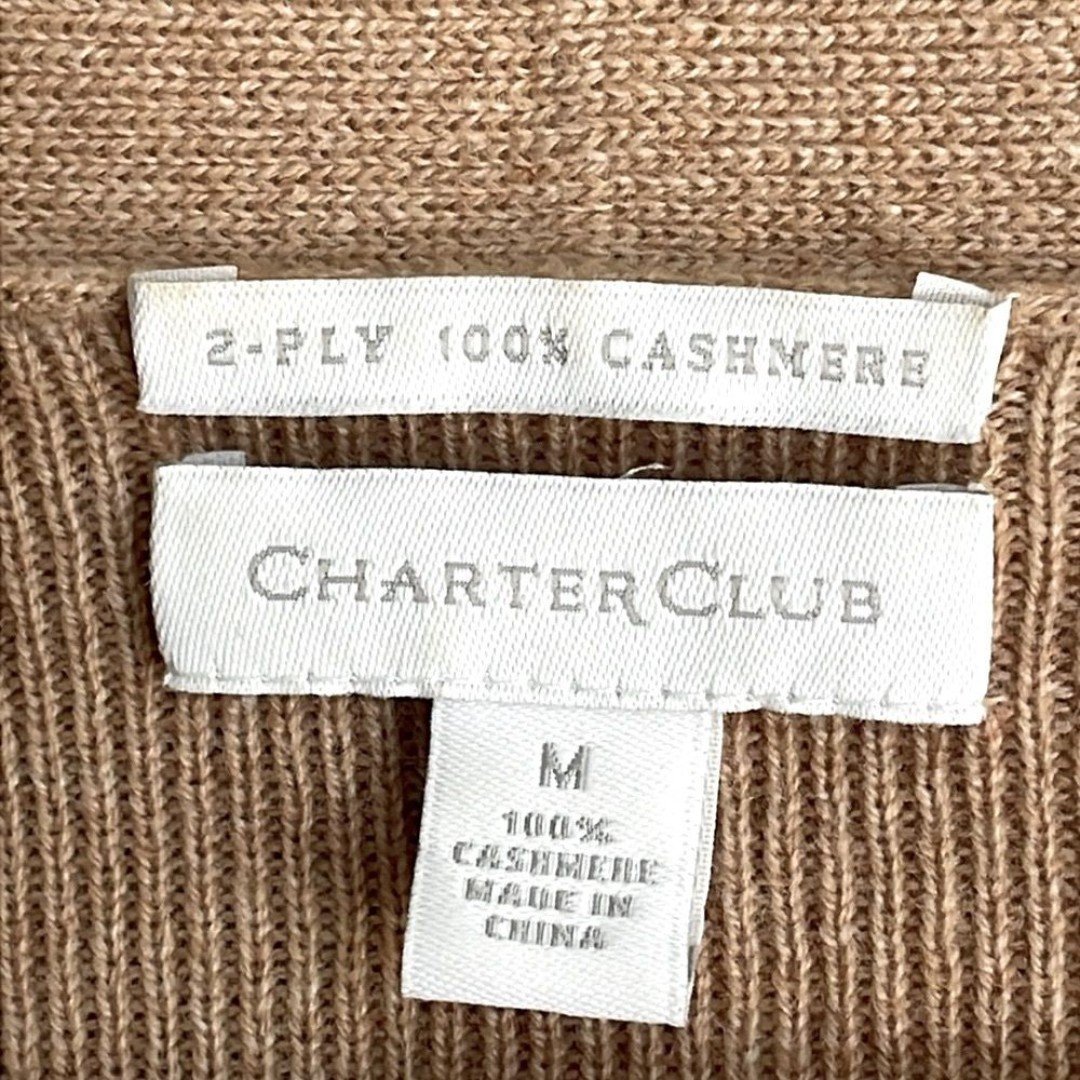 2-PLY 100% CASHMERE
CHARTER CLUB
M
100%
CASHMERE
MADE IN
CHINA